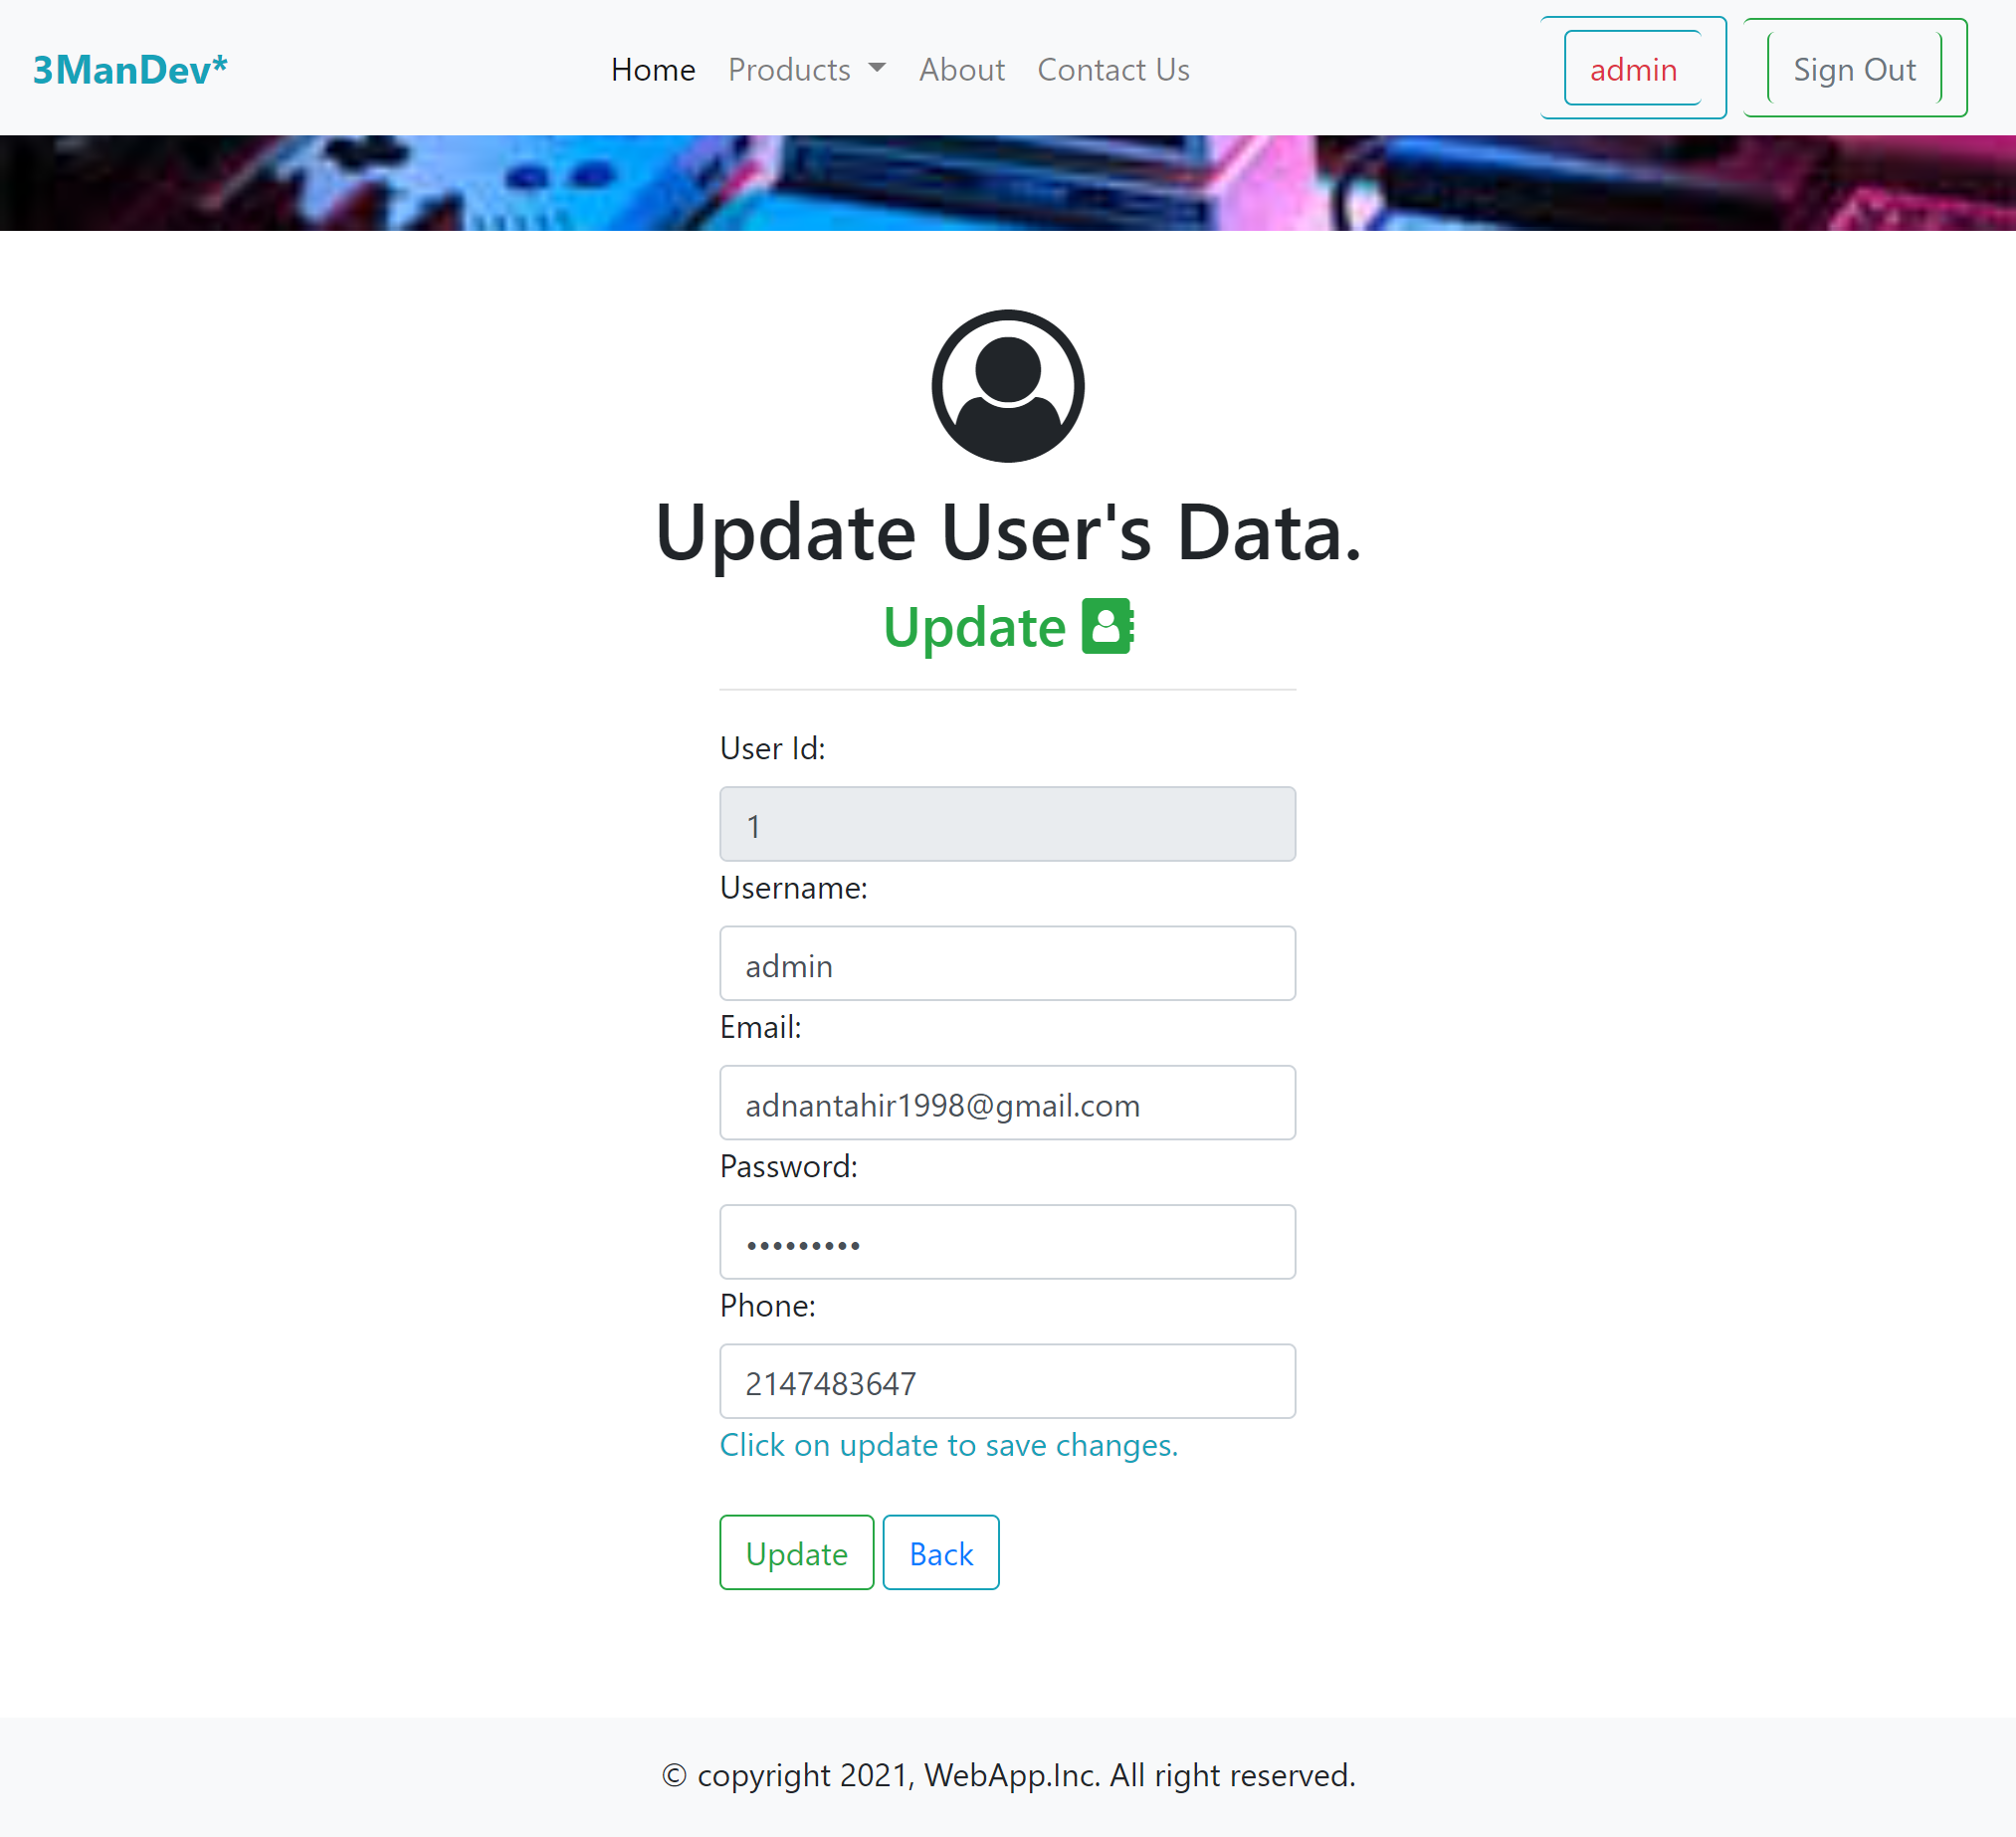 3ManDev*
Home Products About Contact Us
admin
Sign Out
Update User's Data.
Update
User Id:
1
Username:
admin
Email:
adnantahir1998@gmail.com
Password:
•••••••••
Phone:
2147483647
Click on update to save changes.
Update Back
© copyright 2021, WebApp.Inc. All right reserved.